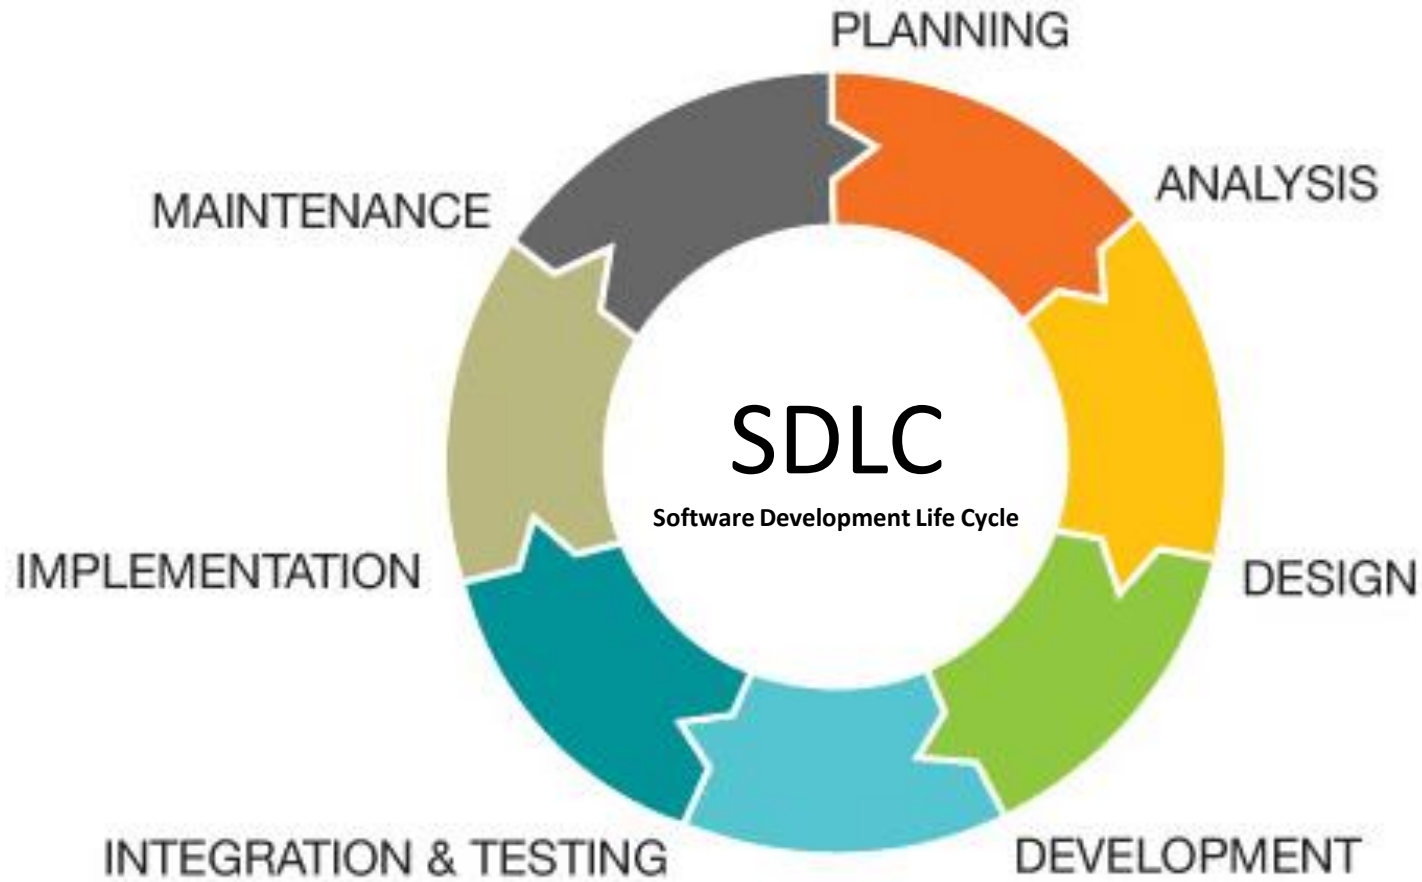 PLANNING
ANALYSIS
MAINTENANCE
SDLC
Software Development Life Cycle
IMPLEMENTATION
DESIGN
INTEGRATION & TESTING
DEVELOPMENT